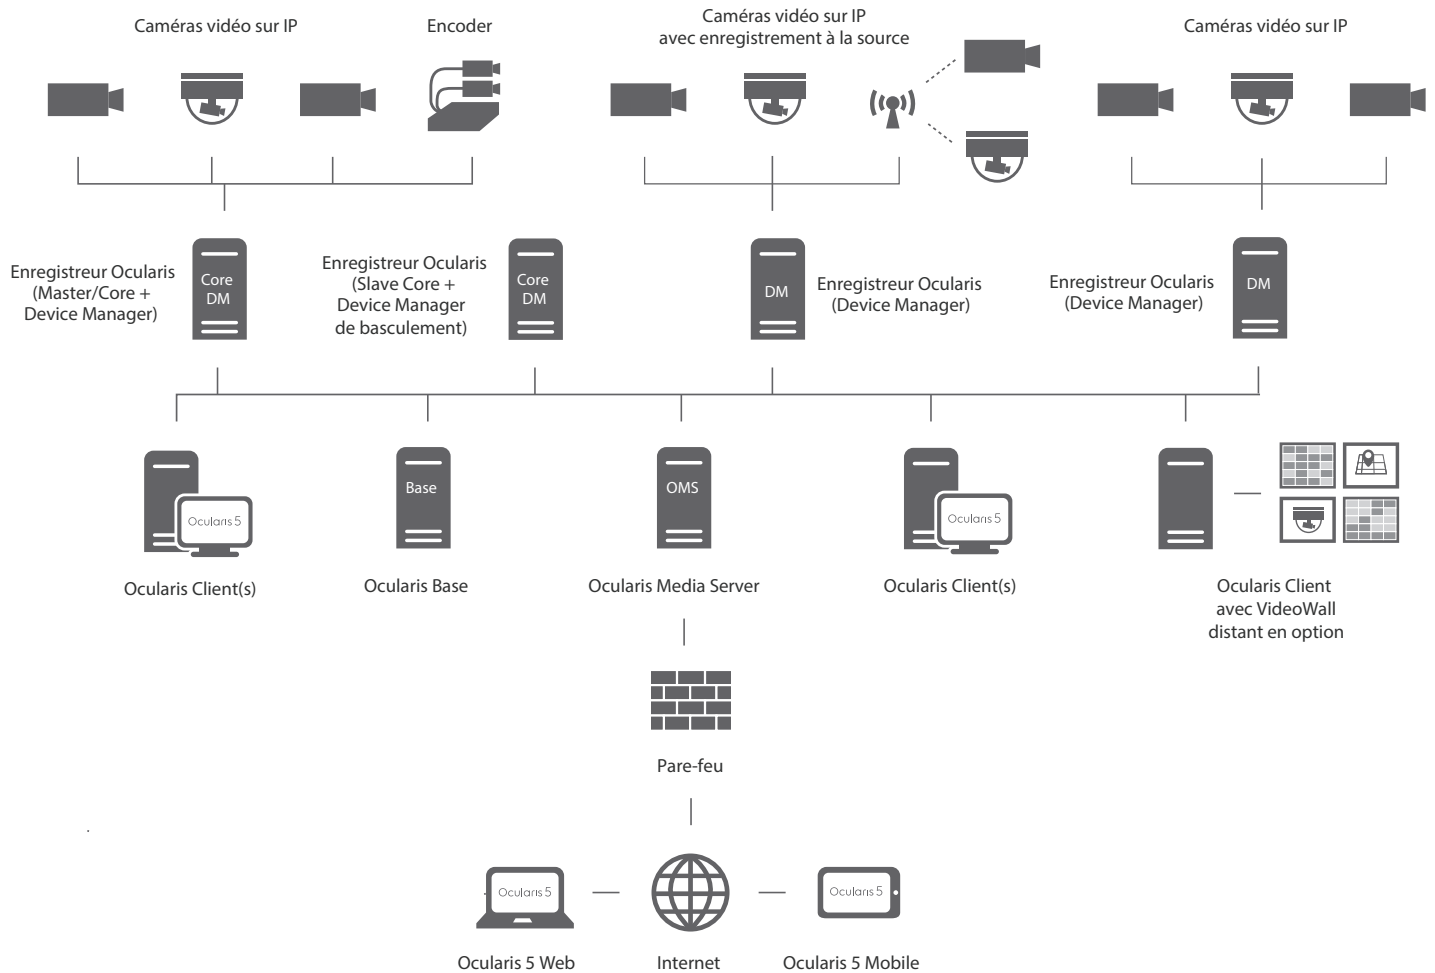 Caméras vidéo sur IP
Encoder
Caméras vidéo sur IP
avec enregistrement à la source
Caméras vidéo sur IP
Enregistreur Ocularis
(Master/Core +
Device Manager)
Core
DM
Enregistreur Ocularis
(Slave Core +
Device Manager
de basculement)
Core
DM
DM
Enregistreur Ocularis
(Device Manager)
Enregistreur Ocularis
(Device Manager)
DM
Ocularis 5
Base
OMS
Ocularis 5
Ocularis Client(s)
Ocularis Base
Ocularis Media Server
Ocularis Client(s)
Ocularis Client
avec VideoWall
distant en option
Pare-feu
Ocularis 5
Ocularis 5
Ocularis 5 Web
Internet
Ocularis 5 Mobile